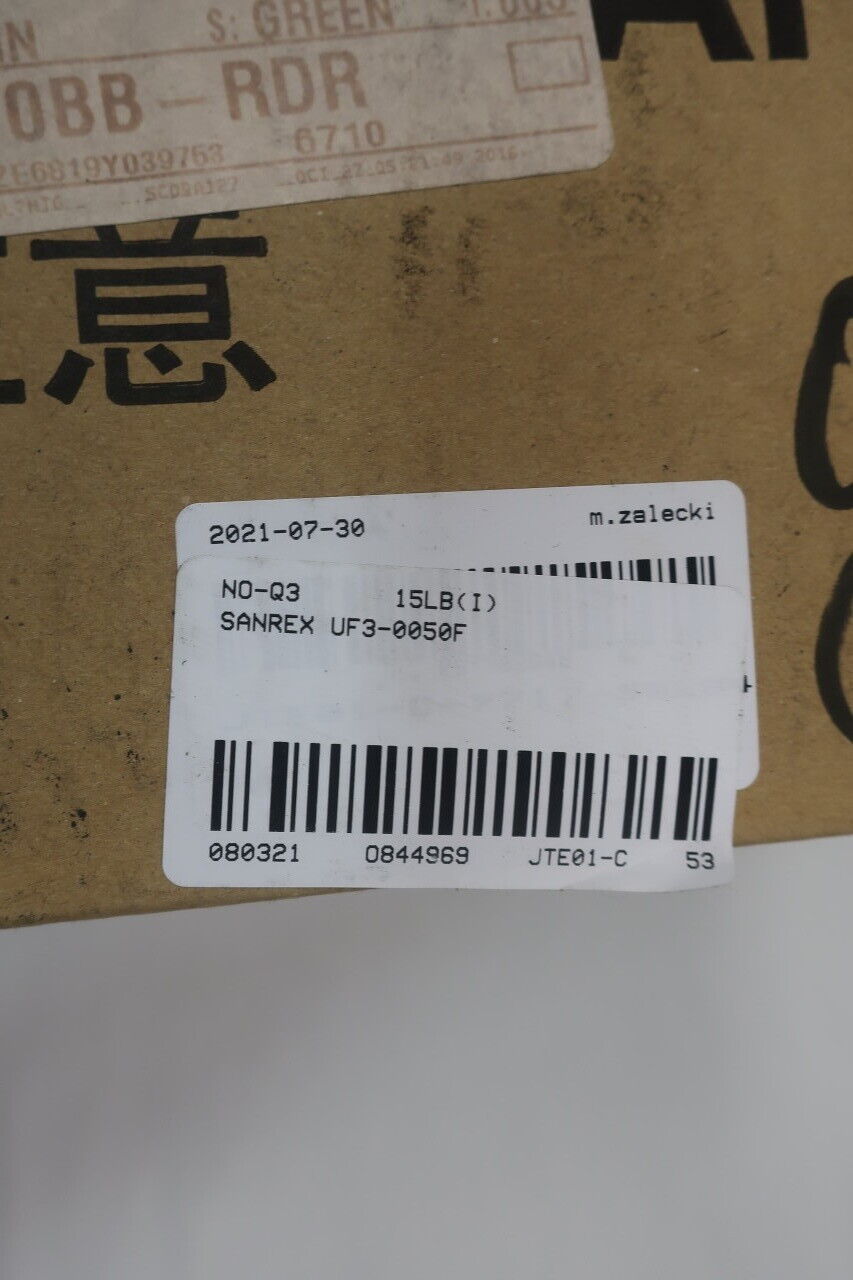 S: GREEN
0BB-RDR
6819Y039753 6710
意
2021-07-30 m.zalecki
NO-Q3 15LB(I)
SANREX UF3-0050F
080321 0844969 JTE01-C 53